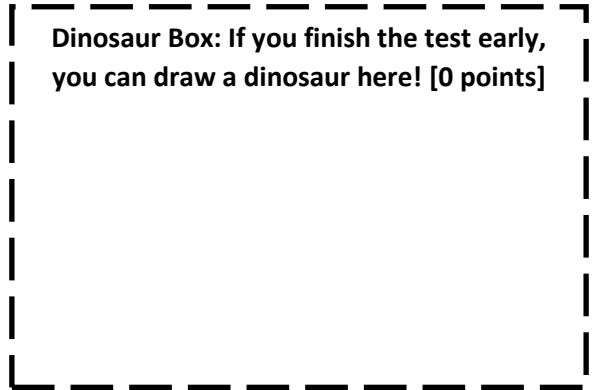 Dinosaur Box: If you finish the test early,
you can draw a dinosaur here! [0 points]